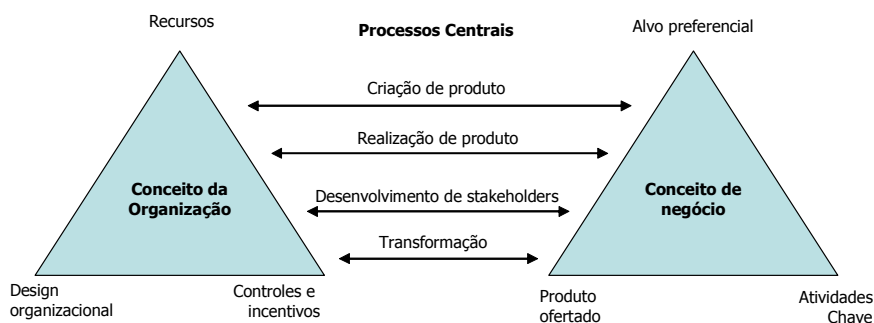 Recursos
Processos Centrais
Alvo preferencial
Criação de produto
Realização de produto
Conceito da
Organização
Desenvolvimento de stakeholders
Conceito de
negócio
Transformação
Design
organizacional
Controles e
incentivos
Produto
ofertado
Atividades
Chave